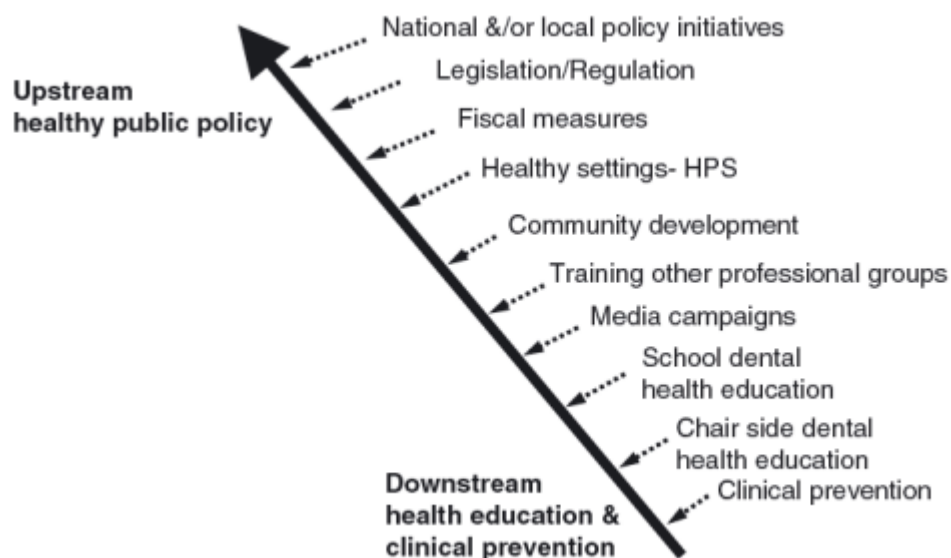 National &/or local policy initiatives
Legislation/Regulation
Upstream
healthy public policy
Fiscal measures
Healthy settings- HPS
Community development
Training other professional groups
Media campaigns
School dental
health education
Chair side dental
health education
Downstream
health education &
clinical prevention
Clinical prevention